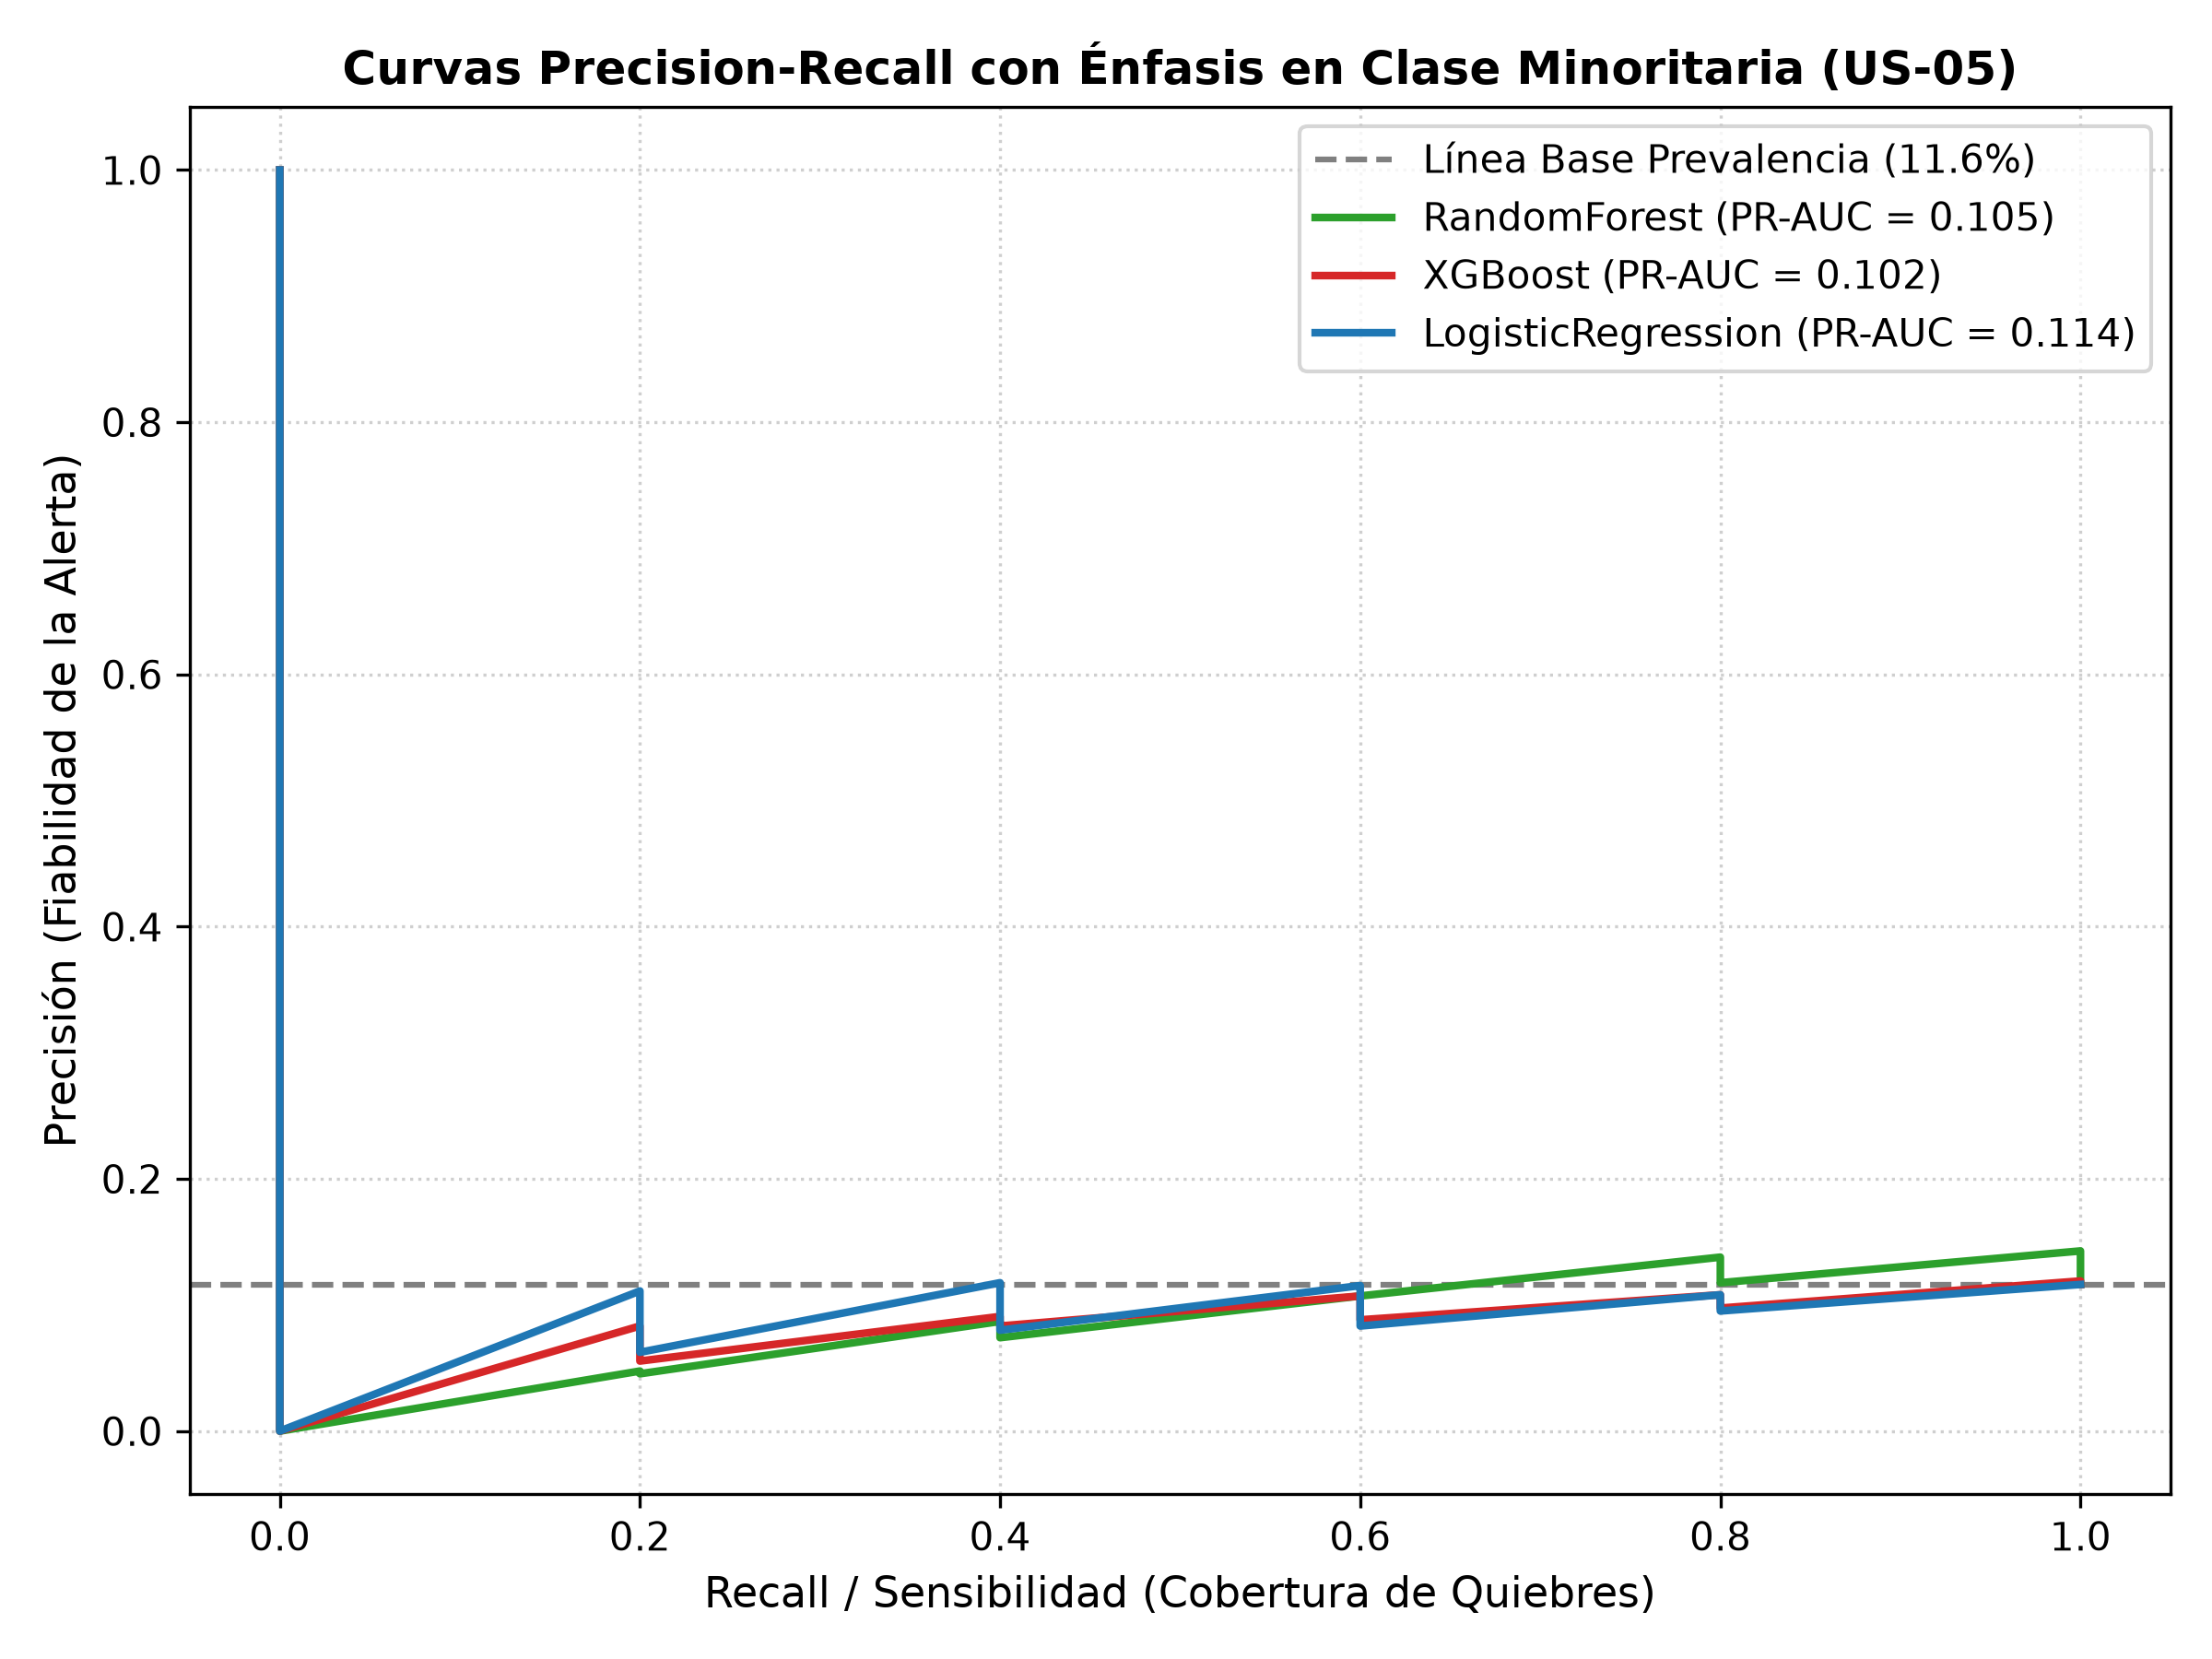 Curvas Precision-Recall con Énfasis en Clase Minoritaria (US-05)
Línea Base Prevalencia (11.6%)
RandomForest (PR-AUC = 0.105)
XGBoost (PR-AUC = 0.102)
LogisticRegression (PR-AUC = 0.114)
Precisión (Fiabilidad de la Alerta)
1.0
0.8
0.6
0.4
0.2
0.0
0.0 0.2 0.4 0.6 0.8 1.0
Recall / Sensibilidad (Cobertura de Quiebres)